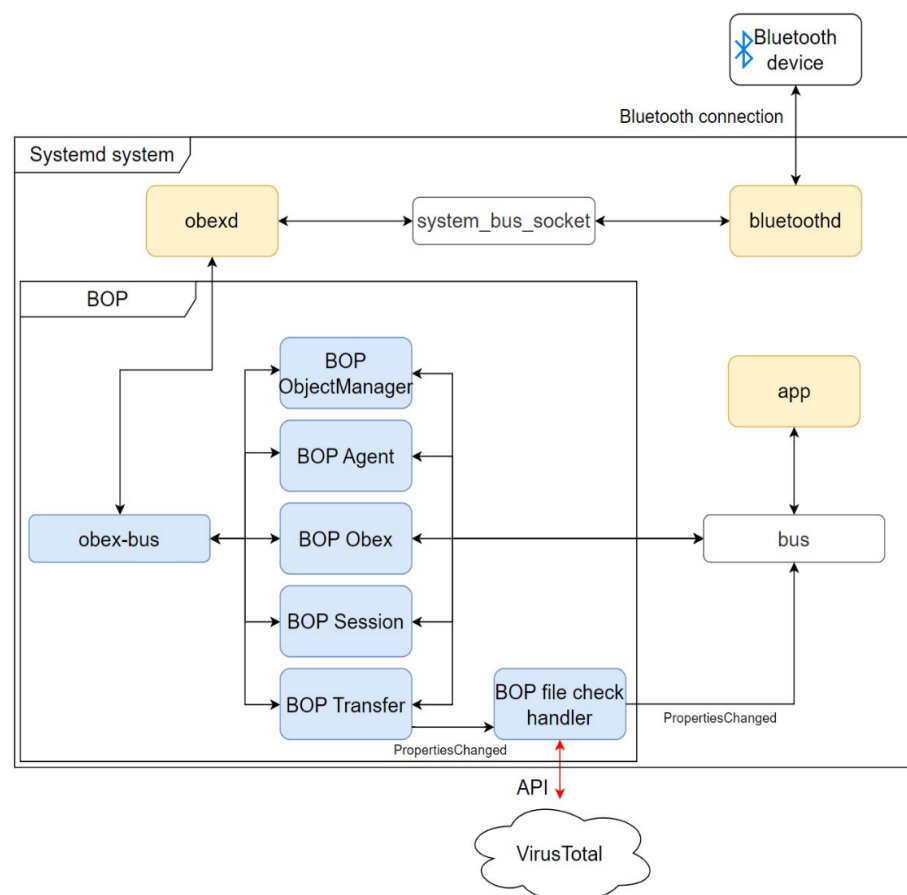 Bluetooth
device
Bluetooth connection
Systemd system
obexd
system_bus_socket
bluetoothd
BOP
BOP
ObjectManager
app
BOP Agent
obex-bus
BOP Obex
bus
BOP Session
BOP Transfer
BOP file check
handler
PropertiesChanged
PropertiesChanged
API
VirusTotal